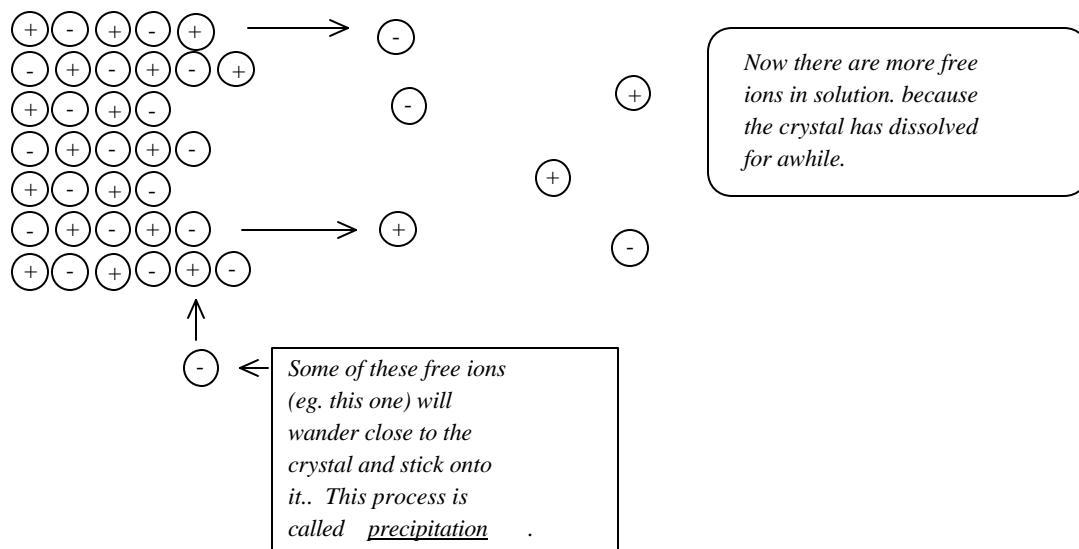 + - + - +
- + - + - +
+ - + -
- + - + -
+ - + -
- + - + -
+ - + - + -
-
-
+
+
+
-
Now there are more free
ions in solution. because
the crystal has dissolved
for awhile.
-
Some of these free ions
(eg. this one) will
wander close to the
crystal and stick onto
it.. This process is
called precipitation .